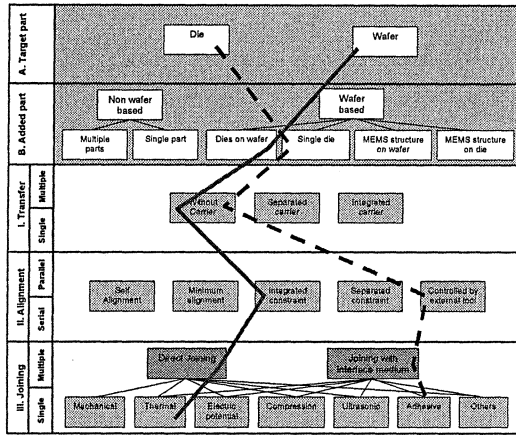 A. Target part
Die
Wafer
B. Added part
Non wafer
based
Wafer
based
Multiple
parts
Single part
Dies on wafer
Single die
MEMS structure
on wafer
MEMS structure
on die
I. Transfer
Multiple
Single
Without
Carrier
Separated
carrier
Integrated
carrier
II. Alignment
Parallel
Serial
Self
Alignment
Minimum
alignment
Integrated
constraint
Separated
constraint
Controlled by
external tool
III. Joining
Multiple
Single
Direct Joining
Joining with
Interface medium
Mechanical
Thermal
Electric
potential
Compression
Ultrasonic
Adhesive
Others